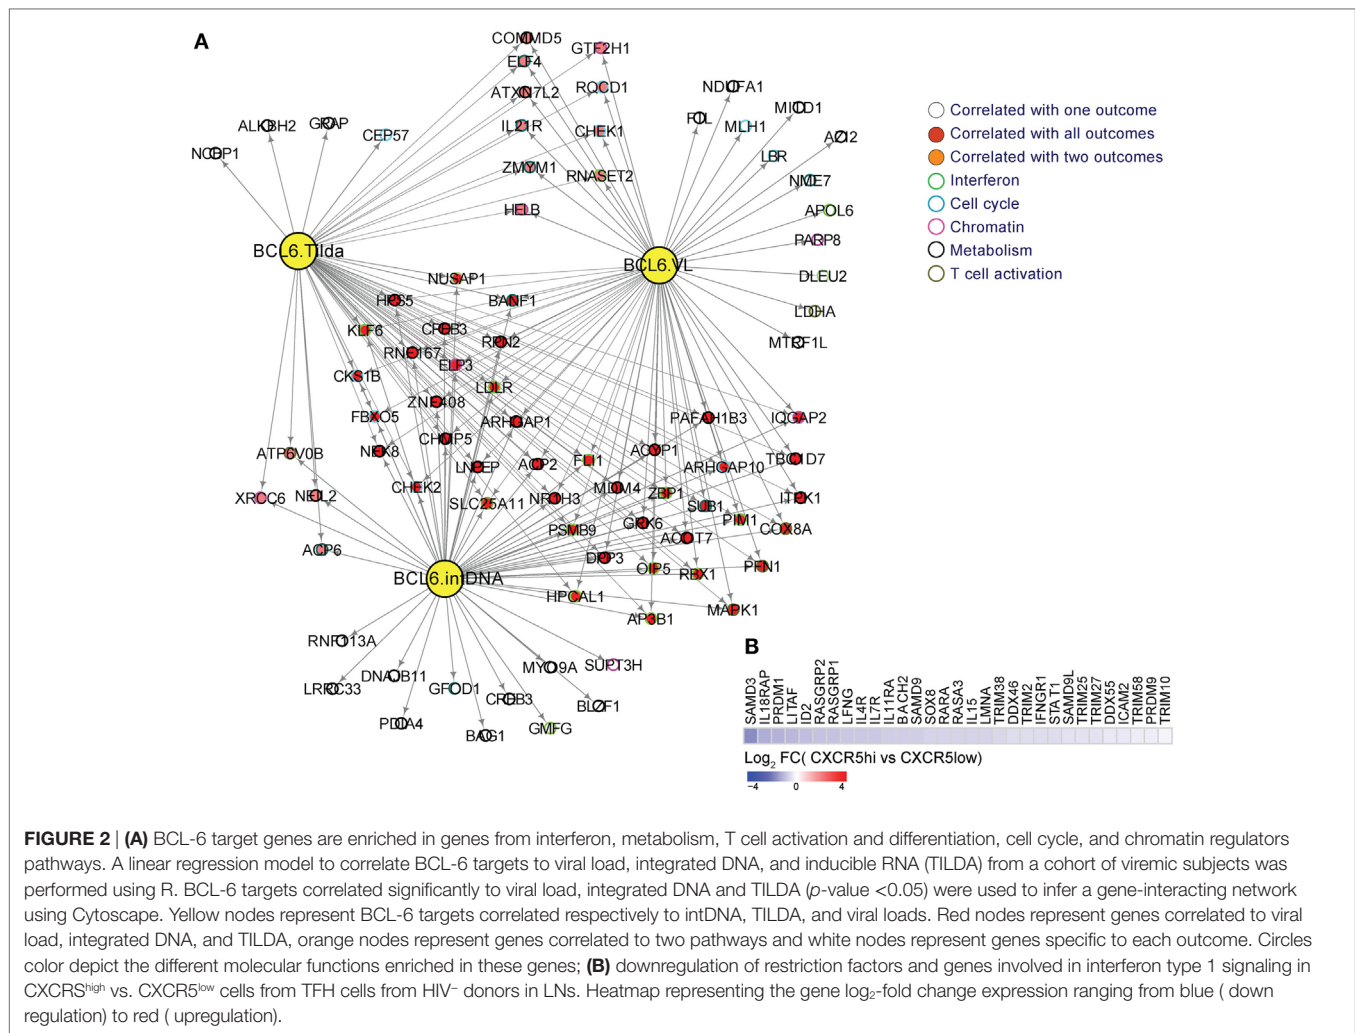 A
COMMD5
GTF2H1
ELF4
ATXN7L2
RQCD1
NDUFA1
MITD1
FTL
MLH1
AZI2
ALKBH2
GRAP
CEP57
IL21R
CHEK1
NCBP1
LBR
ZMYM1
RNASET2
NME7
HELB
APOL6
PARP8
BCL6.Tilda
BCL6.VL
NUSAP1
DLEU2
HPS5
BANF1
LDHA
KLF6
CPEB3
RPN2
MTRF1L
RNF167
ELP3
CKS1B
LDLR
ZNF408
FBXO5
ARHGAP1
PAFAH1B3
IQGAP2
CHMP5
ATP6V0B
NEK8
ACYP1
TBC1D7
LNPEP
ACP2
FLI1
ARHGAP10
CHEK2
MDM4
XRCC6
NEIL2
SLC25A11
NR1H3
ZBP1
SUB1
ITPK1
PSMB9
GRK6
PIM1
COX8A
ACOT7
ACP6
DPP3
BCL6.intDNA
OIP5
RBX1
PFN1
HPCAL1
MAPK1
AP3B1
RNF113A
MYO9A
SUPT3H
DNAJB11
LRRC33
GFOD1
BLZF1
PDIA4
GMFG
BAG1
Correlated with one outcome
Correlated with all outcomes
Correlated with two outcomes
Interferon
Cell cycle
Chromatin
Metabolism
T cell activation
B
SAMD3
IL18RAP
PRDM1
LITAF
ID2
RASGRP2
RASGRP1
LFNG
IL4R
IL7R
IL11RA
BACH2
SAMD9
SOX8
RARA
RASA3
IL15
LMNA
TRIM38
DDX46
TRIM2
IFNGR1
STAT1
SAMD9L
TRIM25
TRIM27
DDX55
ICAM2
TRIM58
PRDM9
TRIM10
Log2 FC( CXCR5hi vs CXCR5low)
−4 0 4
FIGURE 2 | (A) BCL-6 target genes are enriched in genes from interferon, metabolism, T cell activation and differentiation, cell cycle, and chromatin regulators
pathways. A linear regression model to correlate BCL-6 targets to viral load, integrated DNA, and inducible RNA (TILDA) from a cohort of viremic subjects was
performed using R. BCL-6 targets correlated significantly to viral load, integrated DNA and TILDA (p-value <0.05) were used to infer a gene-interacting network
using Cytoscape. Yellow nodes represent BCL-6 targets correlated respectively to intDNA, TILDA, and viral loads. Red nodes represent genes correlated to viral
load, integrated DNA, and TILDA, orange nodes represent genes correlated to two pathways and white nodes represent genes specific to each outcome. Circles
color depict the different molecular functions enriched in these genes; (B) downregulation of restriction factors and genes involved in interferon type 1 signaling in
CXCRS^high vs. CXCR5^low cells from TFH cells from HIV− donors in LNs. Heatmap representing the gene log2-fold change expression ranging from blue ( down
regulation) to red ( upregulation).